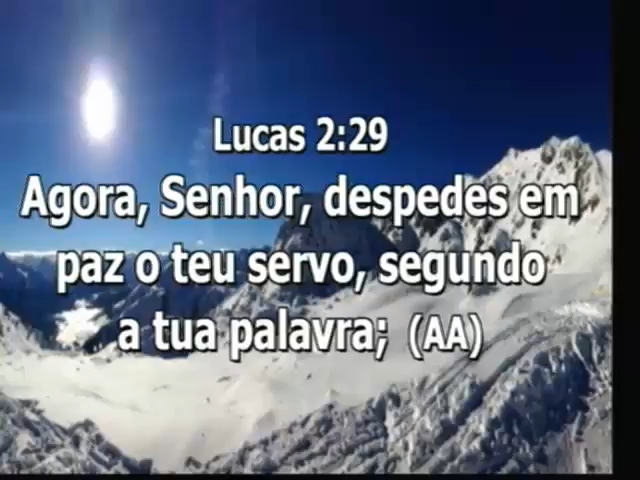 Lucas 2:29
Agora, Senhor, despedes em
paz o teu servo, segundo
a tua palavra; (AA)